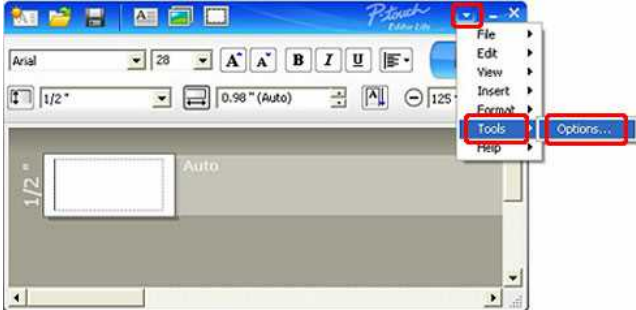 P-touch
Editor Lite
File
Edit
View
Insert
Format
Tools
Options...
Help
Arial
28
A A B I U
1/2"
0.98 " (Auto)
A
125
1/2 "
Auto